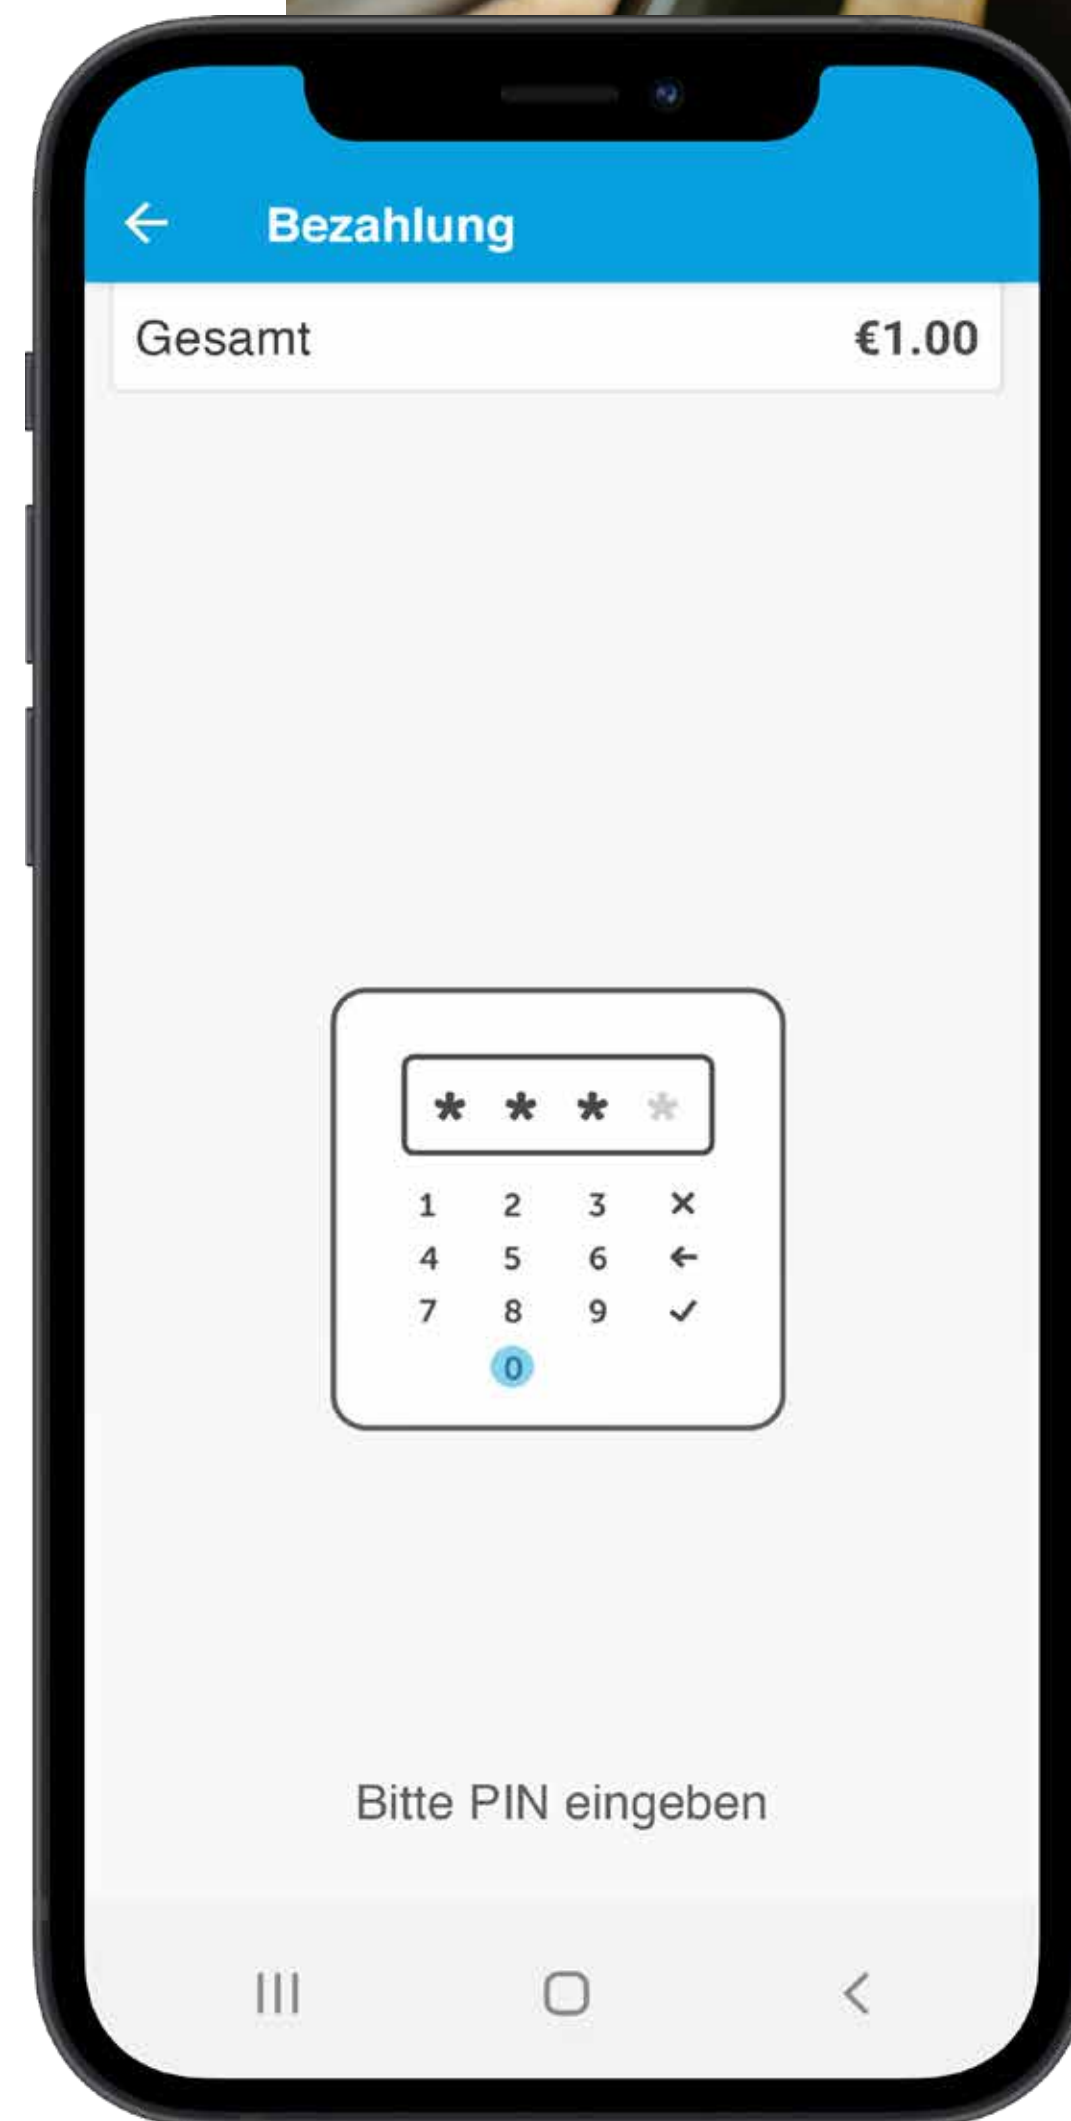 Bezahlung
Gesamt €1.00
* * * *
1 2 3 ×
4 5 6 ←
7 8 9 ✓
0
Bitte PIN eingeben